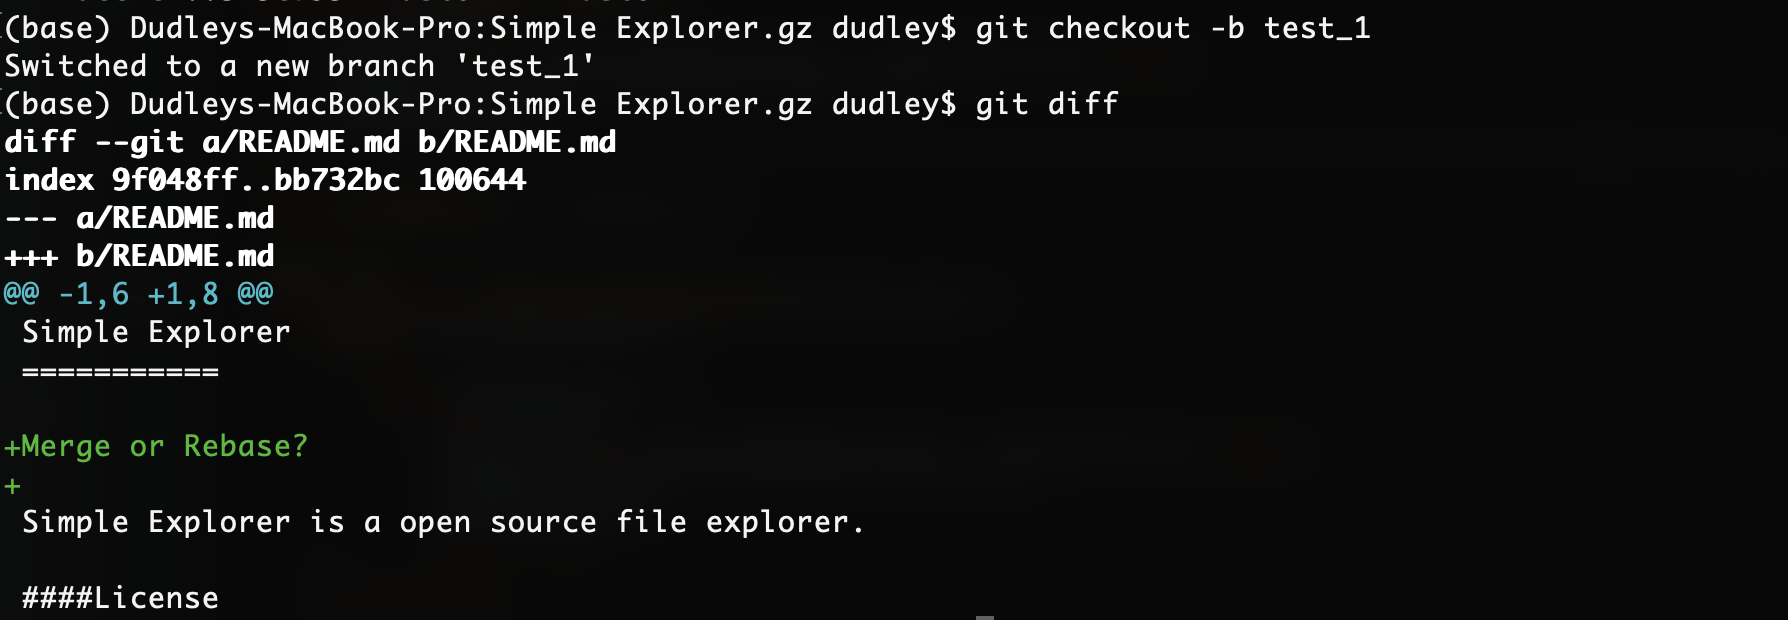 (base) Dudleys-MacBook-Pro:Simple Explorer.gz dudley$ git checkout -b test_1
Switched to a new branch 'test_1'
(base) Dudleys-MacBook-Pro:Simple Explorer.gz dudley$ git diff
diff --git a/README.md b/README.md
index 9f048ff..bb732bc 100644
--- a/README.md
+++ b/README.md
@@ -1,6 +1,8 @@
 Simple Explorer
 ===========

+Merge or Rebase?
+
 Simple Explorer is a open source file explorer.

 ####License